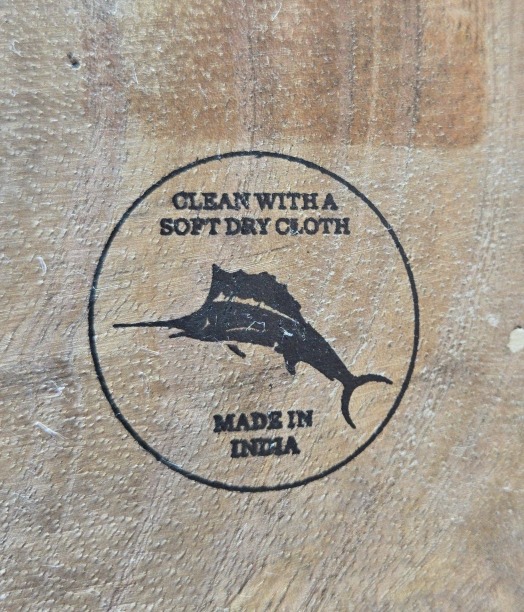 CLEAN WITH A
SOFT DRY CLOTH
MADE IN
INDIA